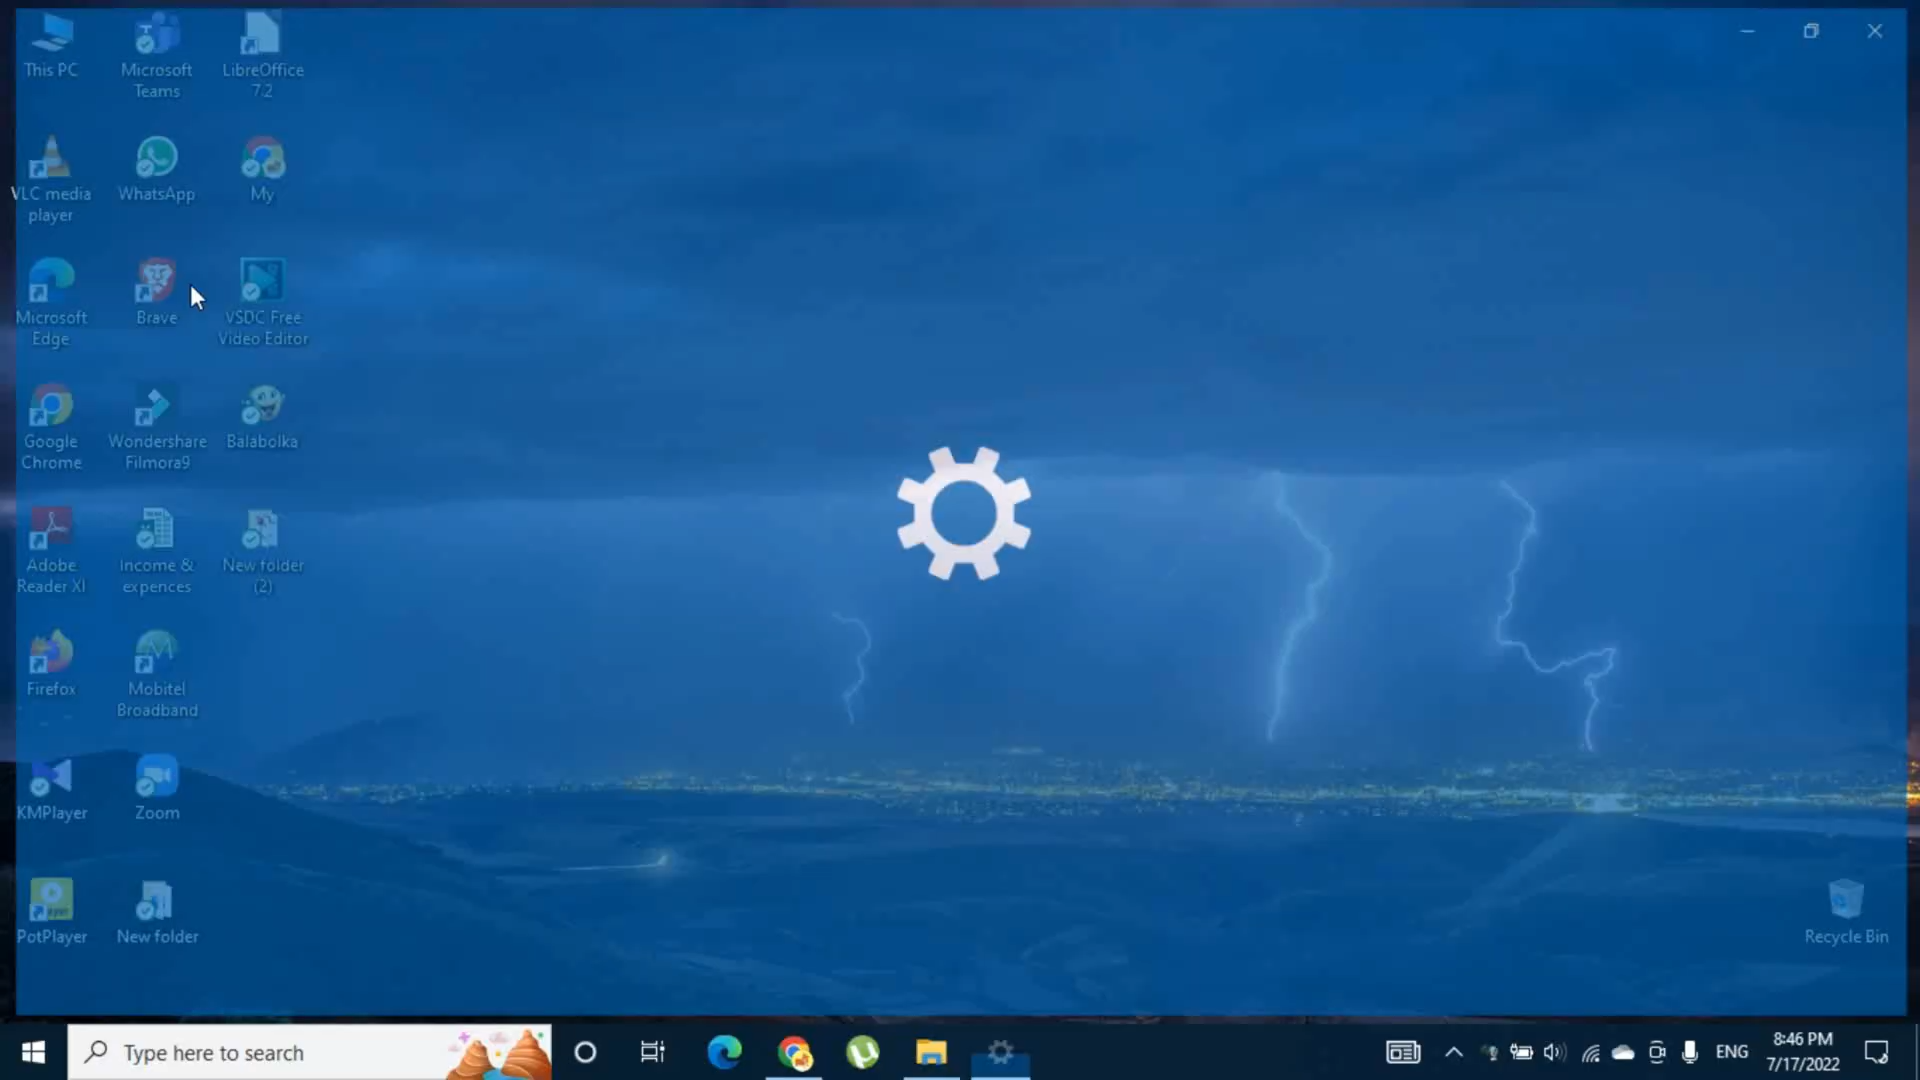 This PC
Microsoft
Teams
LibreOffice
7.2
VLC media
player
WhatsApp
My
Microsoft
Edge
Brave
VSDC Free
Video Editor
Google
Chrome
Wondershare
Filmora9
Balabolka
Adobe
Reader XI
Income &
expences
New folder
(2)
Firefox
Mobitel
Broadband
KMPlayer
Zoom
PotPlayer
New folder
Recycle Bin
Type here to search
ENG
8:46 PM
7/17/2022